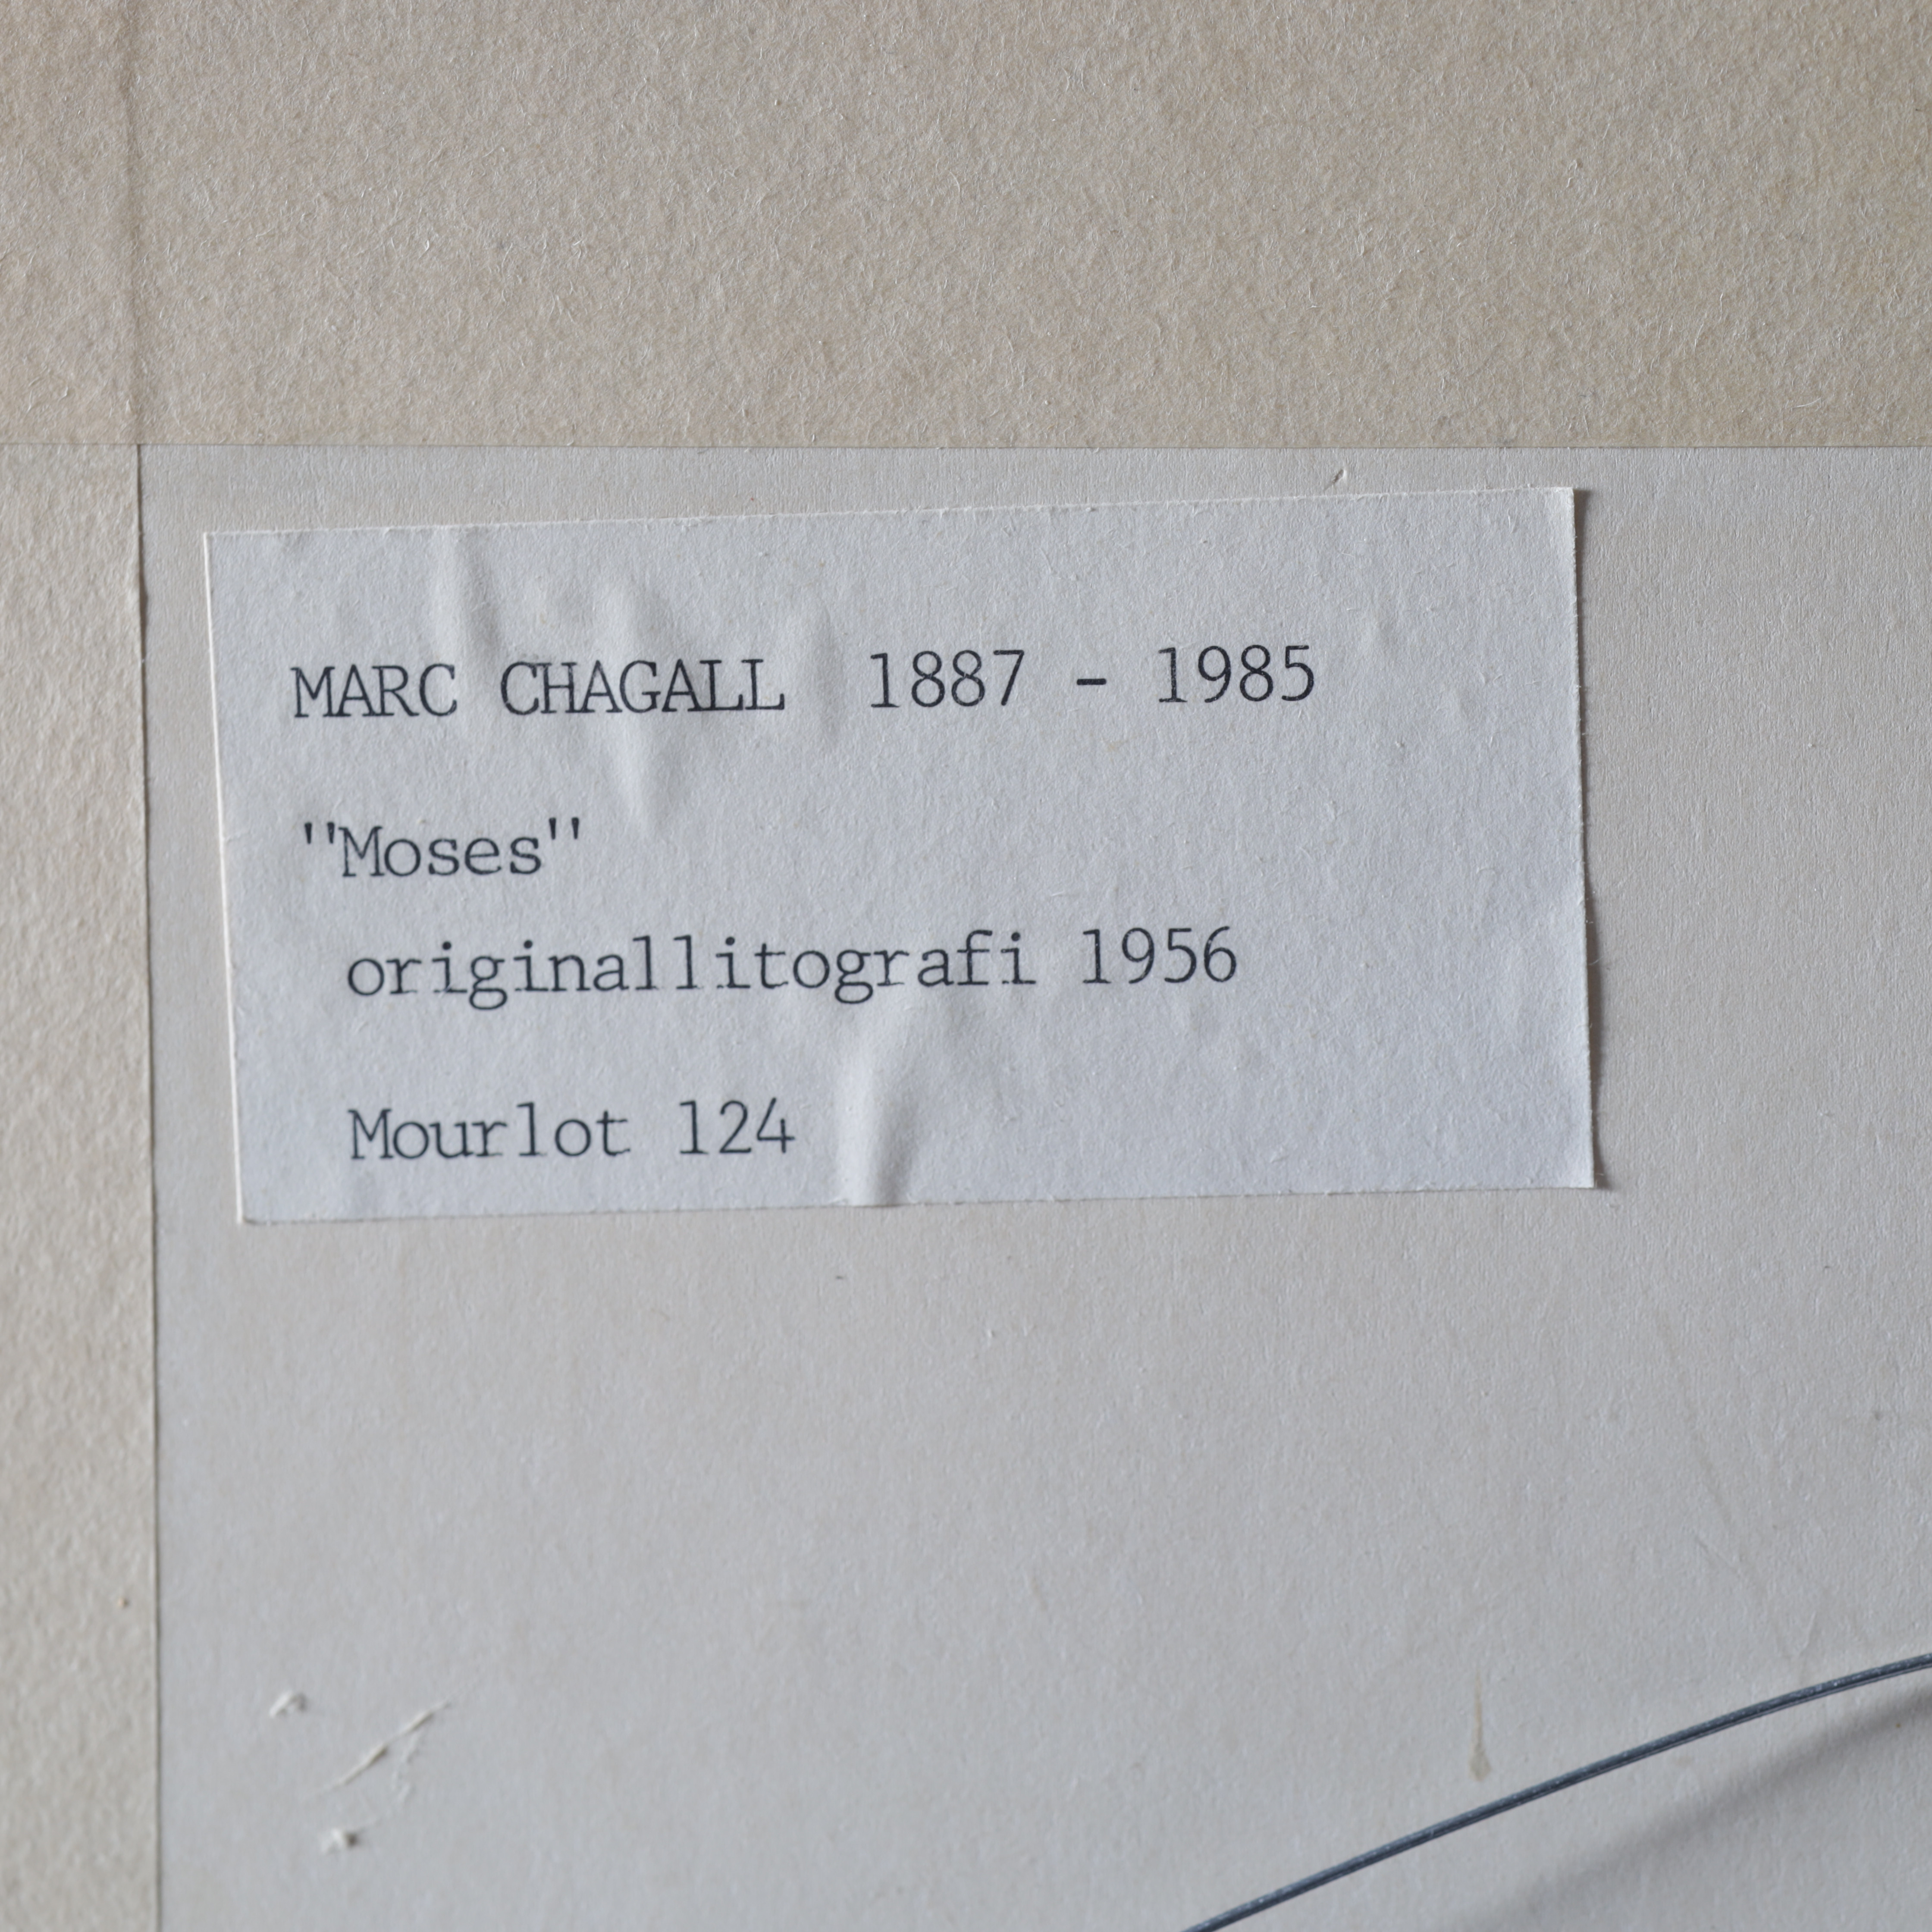 MARC CHAGALL 1887 - 1985
"Moses"
originallitografi 1956
Mourlot 124